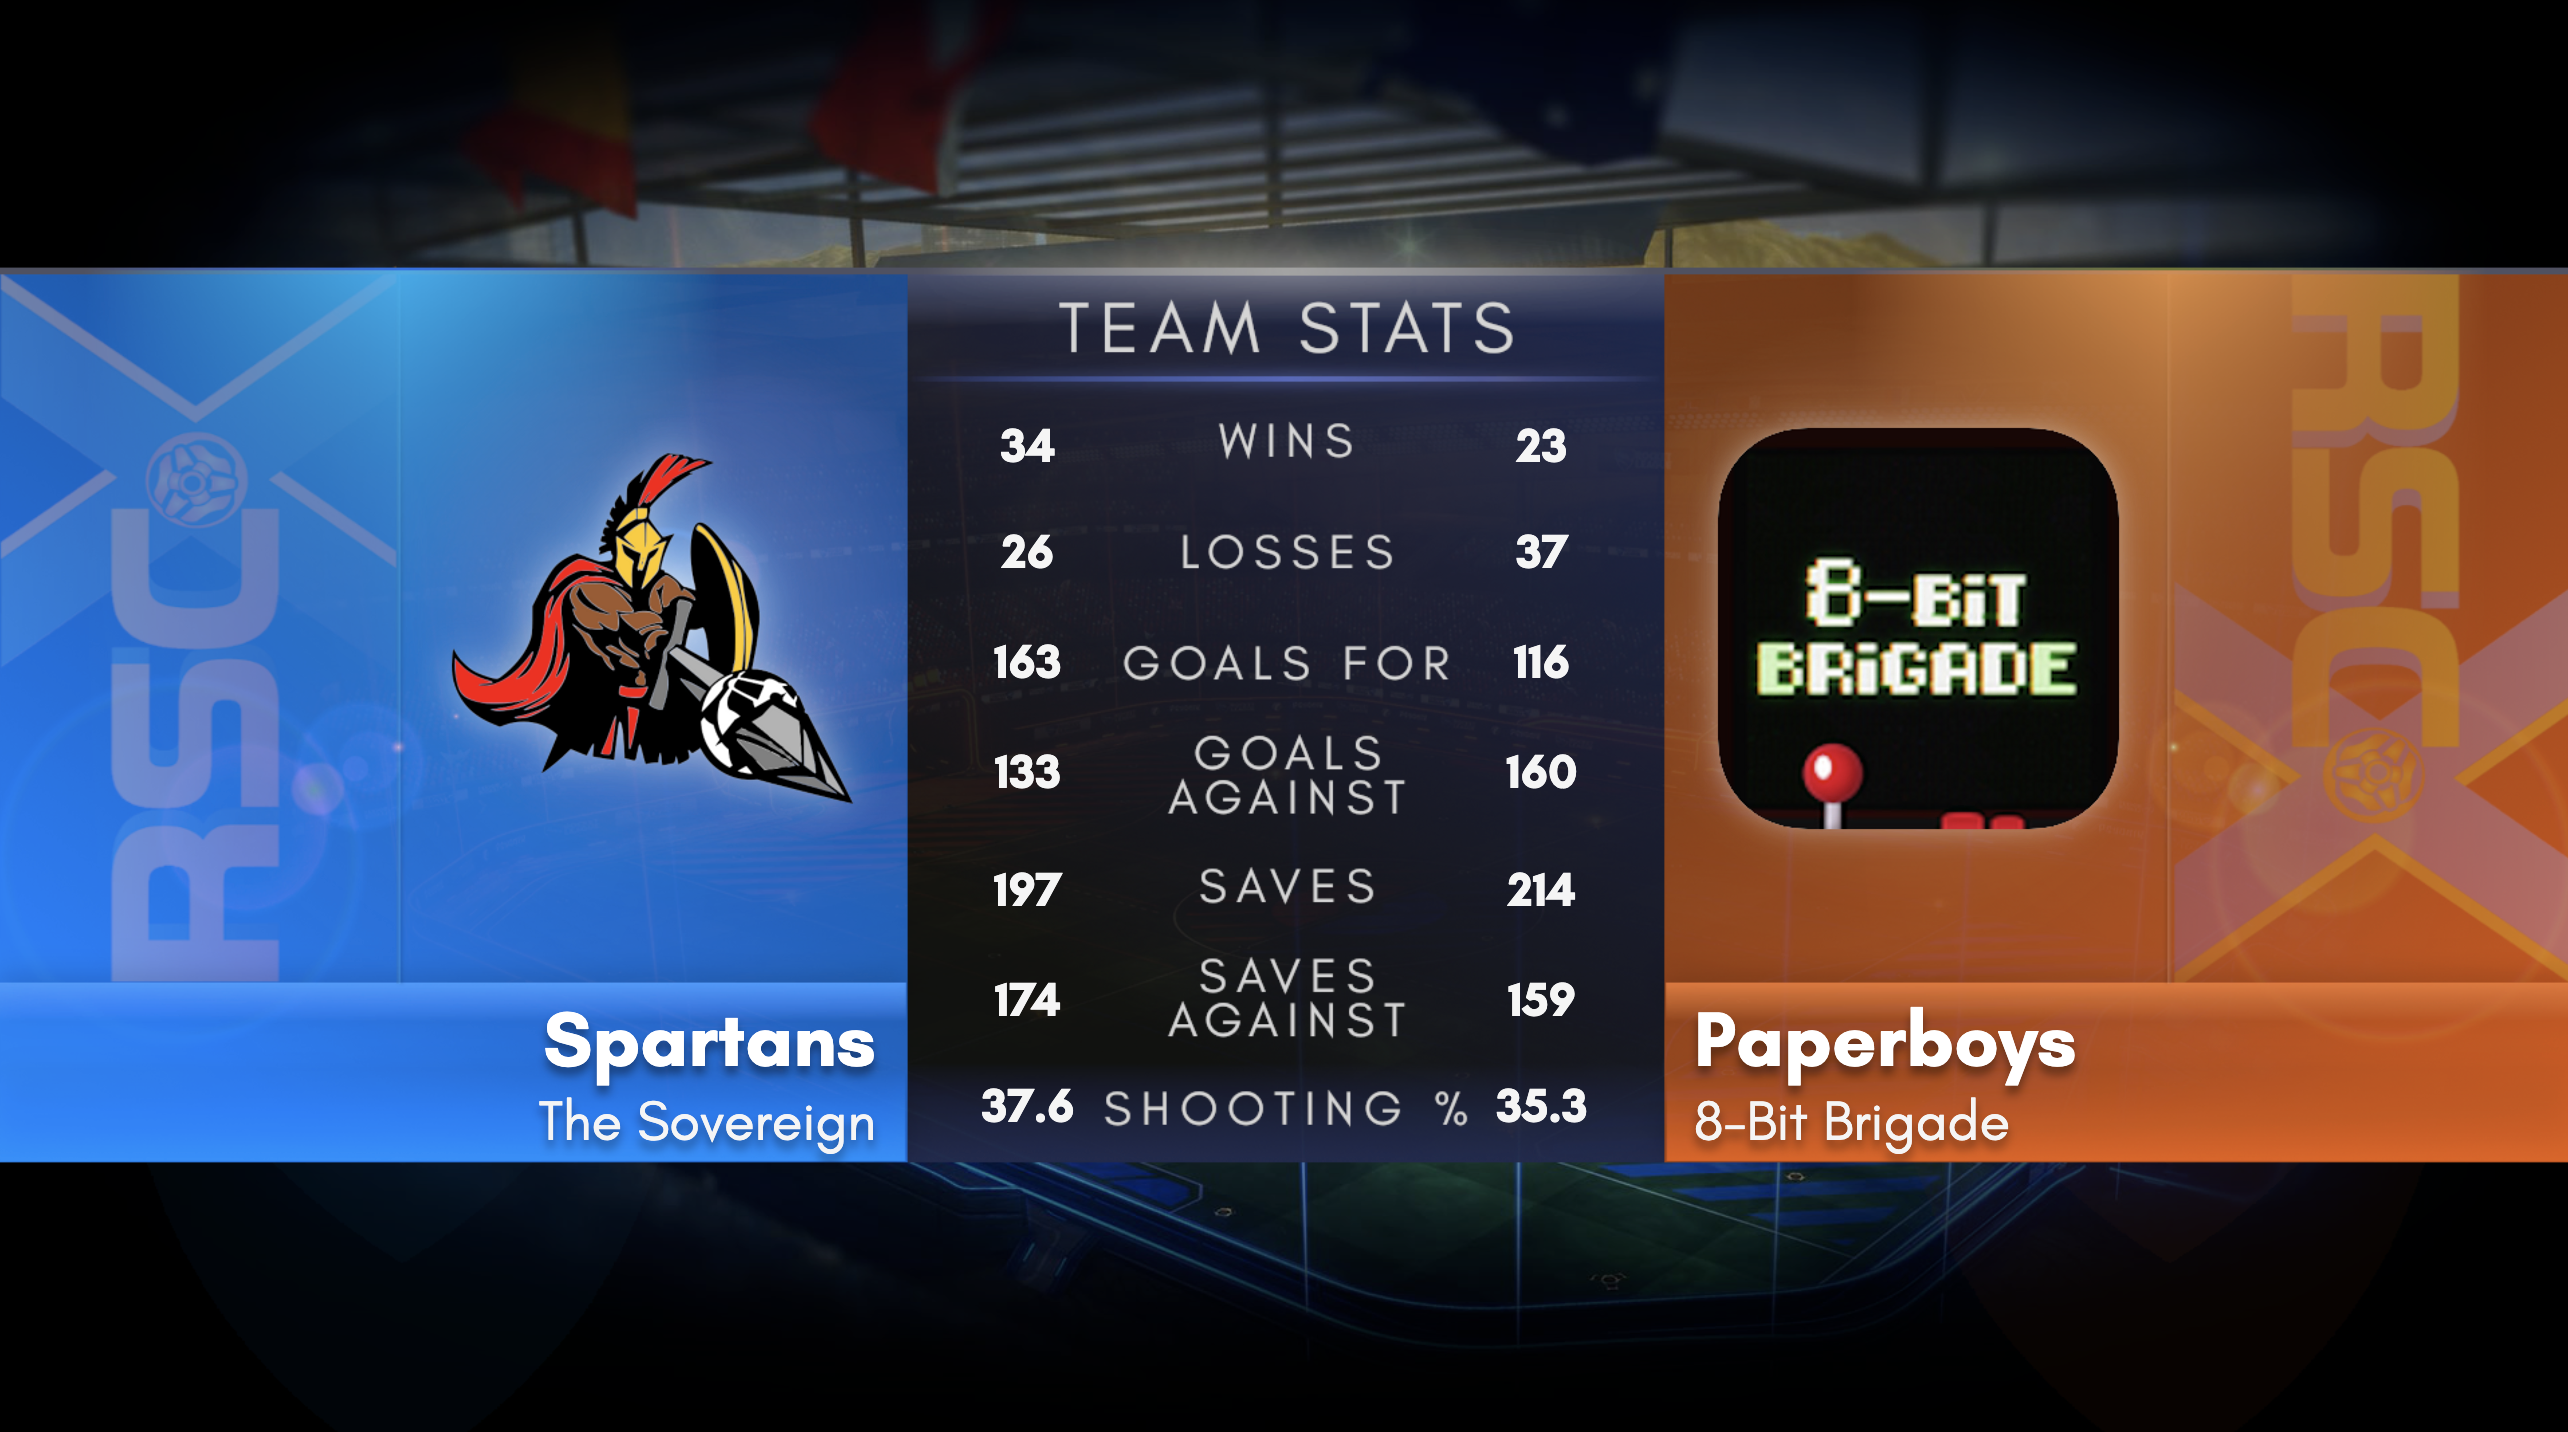 TEAM STATS
34 WINS 23
26 LOSSES 37
163 GOALS FOR 116
133 GOALS AGAINST 160
197 SAVES 214
174 SAVES AGAINST 159
37.6 SHOOTING % 35.3
RSC
8-BiT
BRiGADE
RSC
Spartans
The Sovereign
Paperboys
8-Bit Brigade